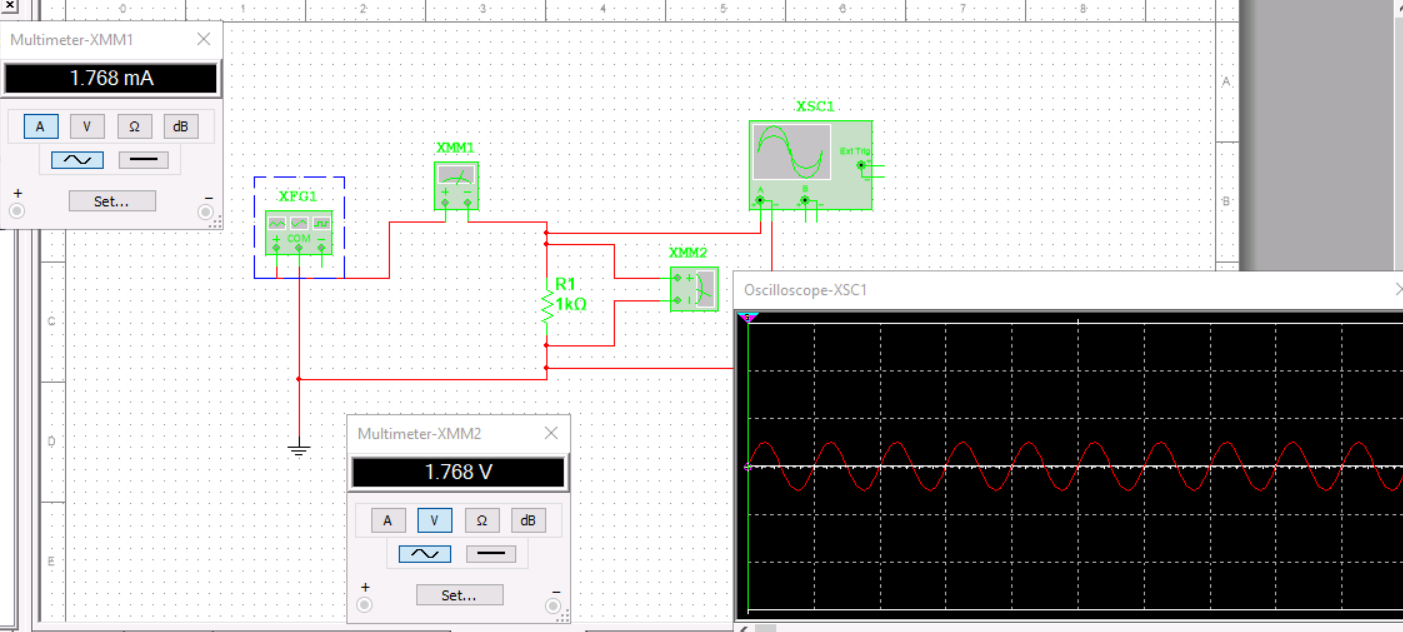 0 1 2 3 4 5 6 7 8
Multimeter-XMM1
1.768 mA
A V Ω dB
Set...
+ −
A
B
C
D
E
A
B
XFG1
+ COM −
XMM1
+ −
XSC1
Ext Trig
+
−
A B
+ − + −
XMM2
+
R1
1kΩ
Oscilloscope-XSC1
Multimeter-XMM2
1.768 V
A V Ω dB
Set...
+ −